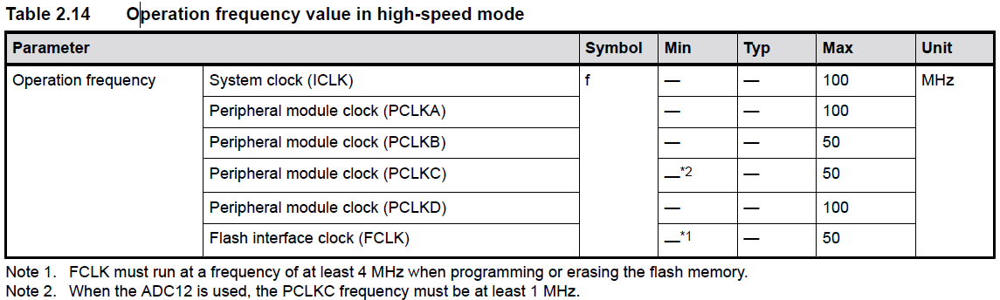 Table 2.14 Operation frequency value in high-speed mode
Parameter Symbol Min Typ Max Unit
Operation frequency System clock (ICLK) f — — 100 MHz
Peripheral module clock (PCLKA) — — 100
Peripheral module clock (PCLKB) — — 50
Peripheral module clock (PCLKC) —*2 — 50
Peripheral module clock (PCLKD) — — 100
Flash interface clock (FCLK) —*1 — 50
Note 1. FCLK must run at a frequency of at least 4 MHz when programming or erasing the flash memory.
Note 2. When the ADC12 is used, the PCLKC frequency must be at least 1 MHz.